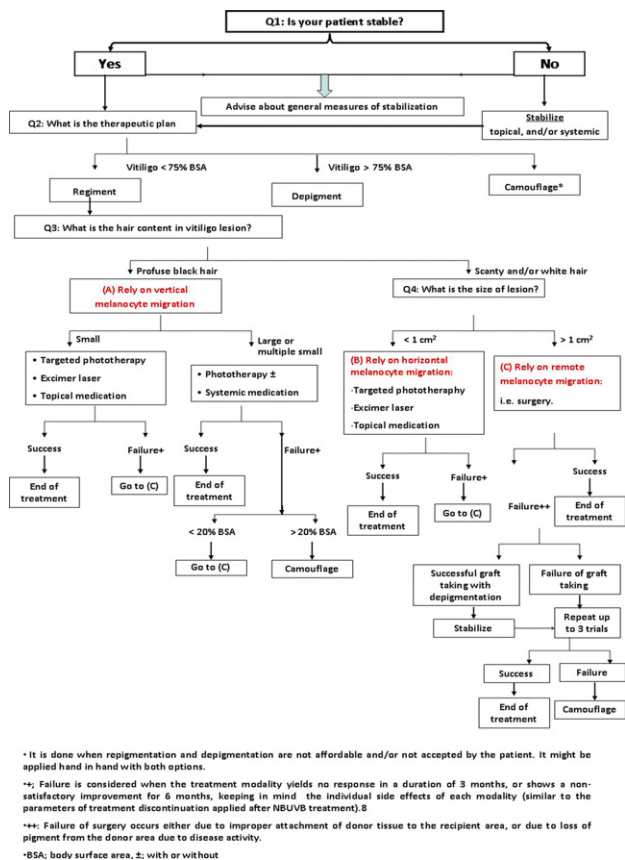 Q1: Is your patient stable?
Yes
No
Advise about general measures of stabilization
Q2: What is the therapeutic plan
Stabilize
topical, and/or systemic
Vitiligo < 75% BSA
Vitiligo > 75% BSA
Regiment
Depigment
Camouflage*
Q3: What is the hair content in vitiligo lesion?
Profuse black hair
Scanty and/or white hair
(A) Rely on vertical
melanocyte migration
Q4: What is the size of lesion?
Small
Large or
multiple small
< 1 cm²
> 1 cm²
• Targeted phototherapy
• Excimer laser
• Topical medication
• Phototherapy ±
• Systemic medication
(B) Rely on horizontal
melanocyte migration:
-Targeted phototheraphy
-Excimer laser
-Topical medication
(C) Rely on remote
melanocyte migration:
i.e. surgery.
Success
Failure+
End of
treatment
Go to (C)
Success
Failure+
End of
treatment
< 20% BSA
> 20% BSA
Go to (C)
Camouflage
Success
Failure+
End of
treatment
Go to (C)
Success
Failure++
End of
treatment
Successful graft
taking with
depigmentation
Failure of graft
taking
Stabilize
Repeat up
to 3 trials
Success
Failure
End of
treatment
Camouflage
• It is done when repigmentation and depigmentation are not affordable and/or not accepted by the patient. It might be
applied hand in hand with both options.
•+; Failure is considered when the treatment modality yields no response in a duration of 3 months, or shows a non-
satisfactory improvement for 6 months, keeping in mind the individual side effects of each modality (similar to the
parameters of treatment discontinuation applied after NBUVB treatment).8
•++: Failure of surgery occurs either due to improper attachment of donor tissue to the recipient area, or due to loss of
pigment from the donor area due to disease activity.
•BSA; body surface area, ±; with or without